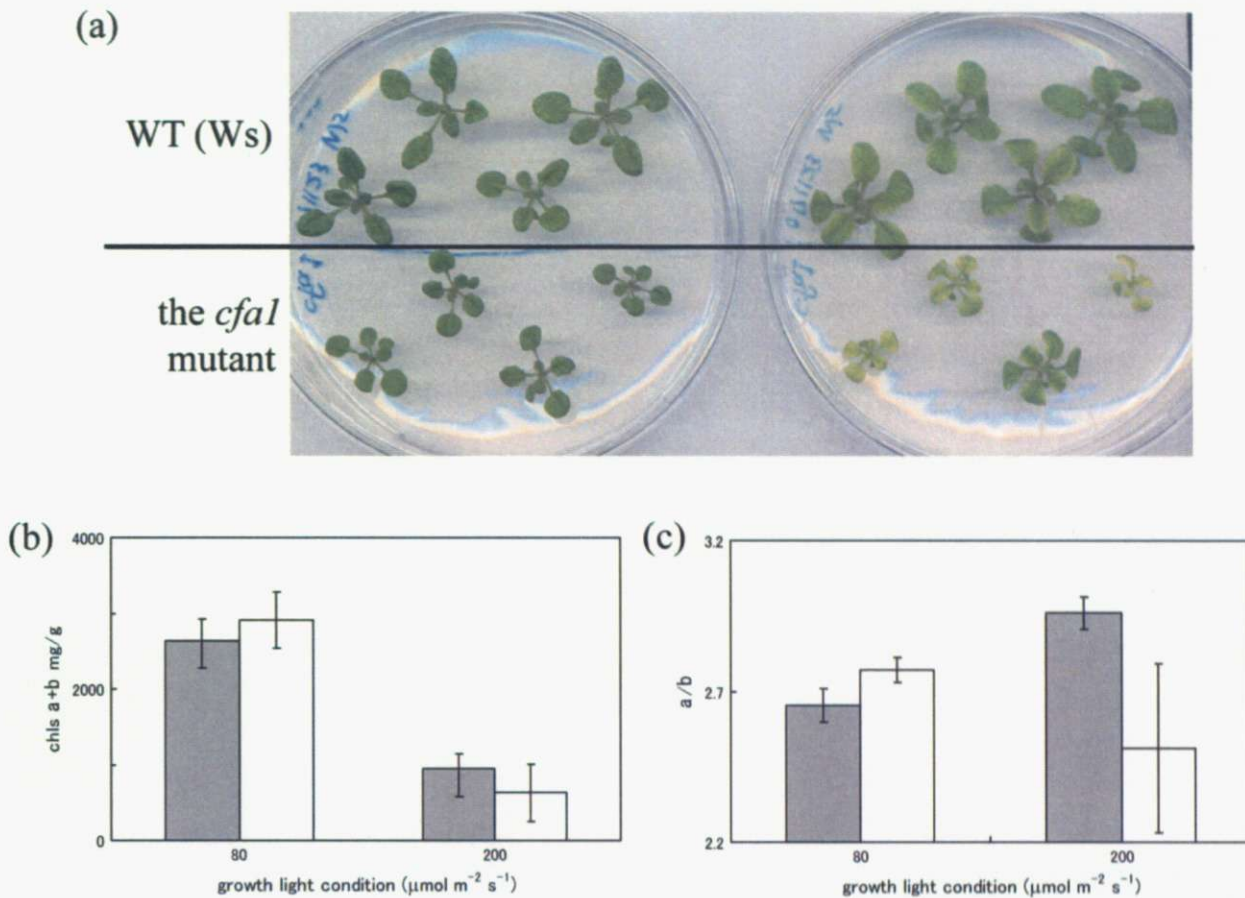 (a)
WT (Ws)
the cfa1
mutant
(b)
4000
2000
0
chls a+b mg/g
80
200
growth light condition (μmol m⁻² s⁻¹)
(c)
3.2
2.7
2.2
a/b
80
200
growth light condition (μmol m⁻² s⁻¹)